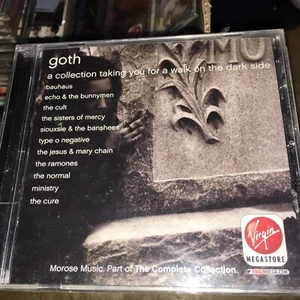 goth
a collection taking you for a walk on the dark side
bauhaus
echo & the bunnymen
the cult
the sisters of mercy
siouxsie & the banshees
type o negative
the jesus & mary chain
the ramones
the normal
ministry
the cure
Virgin
MEGASTORE
VIRGINMEGA.COM
Morose Music. Part of The Complete Collection.